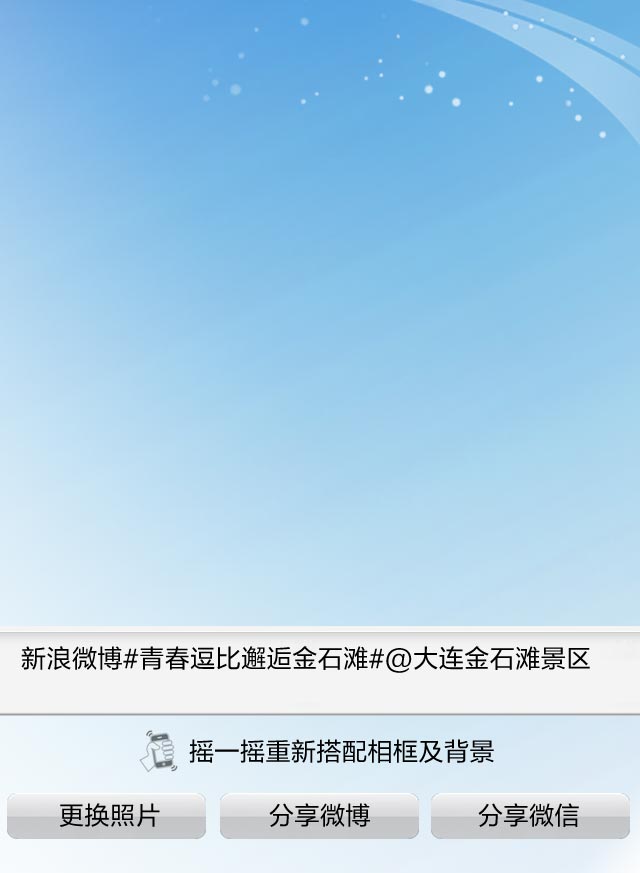 新浪微博#青春逗比邂逅金石滩#@大连金石滩景区
摇一摇重新搭配相框及背景
更换照片 分享微博 分享微信